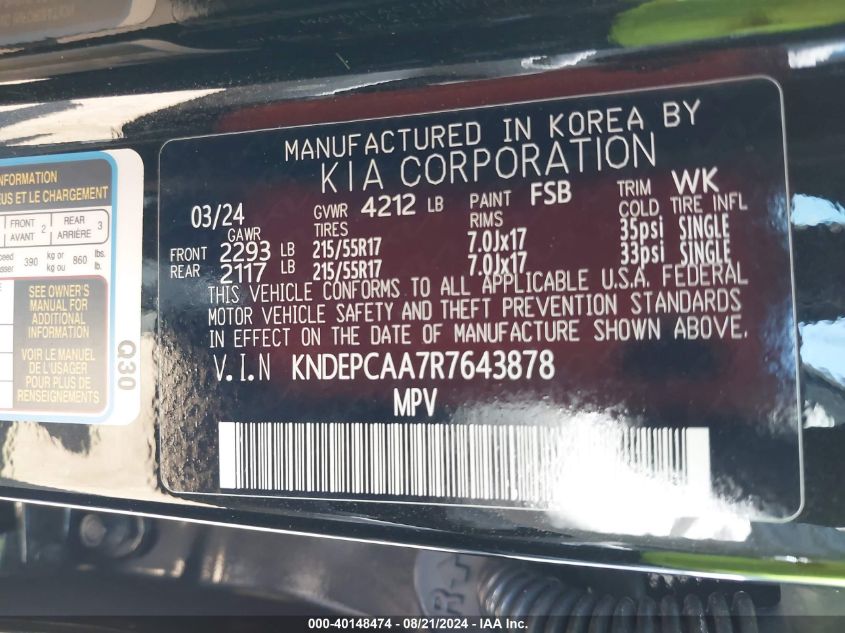 MANUFACTURED IN KOREA BY
KIA CORPORATION
03/24 GVWR 4212 LB PAINT FSB TRIM WK
GAWR TIRES RIMS COLD TIRE INFL
FRONT 2293 LB 215/55R17 7.0Jx17 35psi SINGLE
REAR 2117 LB 215/55R17 7.0Jx17 33psi SINGLE
THIS VEHICLE CONFORMS TO ALL APPLICABLE U.S.A. FEDERAL
MOTOR VEHICLE SAFETY AND THEFT PREVENTION STANDARDS
IN EFFECT ON THE DATE OF MANUFACTURE SHOWN ABOVE.
V.I.N KNDEPCAA7R7643878
MPV
INFORMATION
ET LE CHARGEMENT
FRONT 2 REAR 3
AVANT ARRIÈRE
390 kg or 860 lbs.
kg ou lb.
SEE OWNER'S
MANUAL FOR
ADDITIONAL
INFORMATION
VOIR LE MANUEL
DE L'USAGER
POUR PLUS DE
RENSEIGNEMENTS
Q30
000-40148474 - 08/21/2024 - IAA Inc.